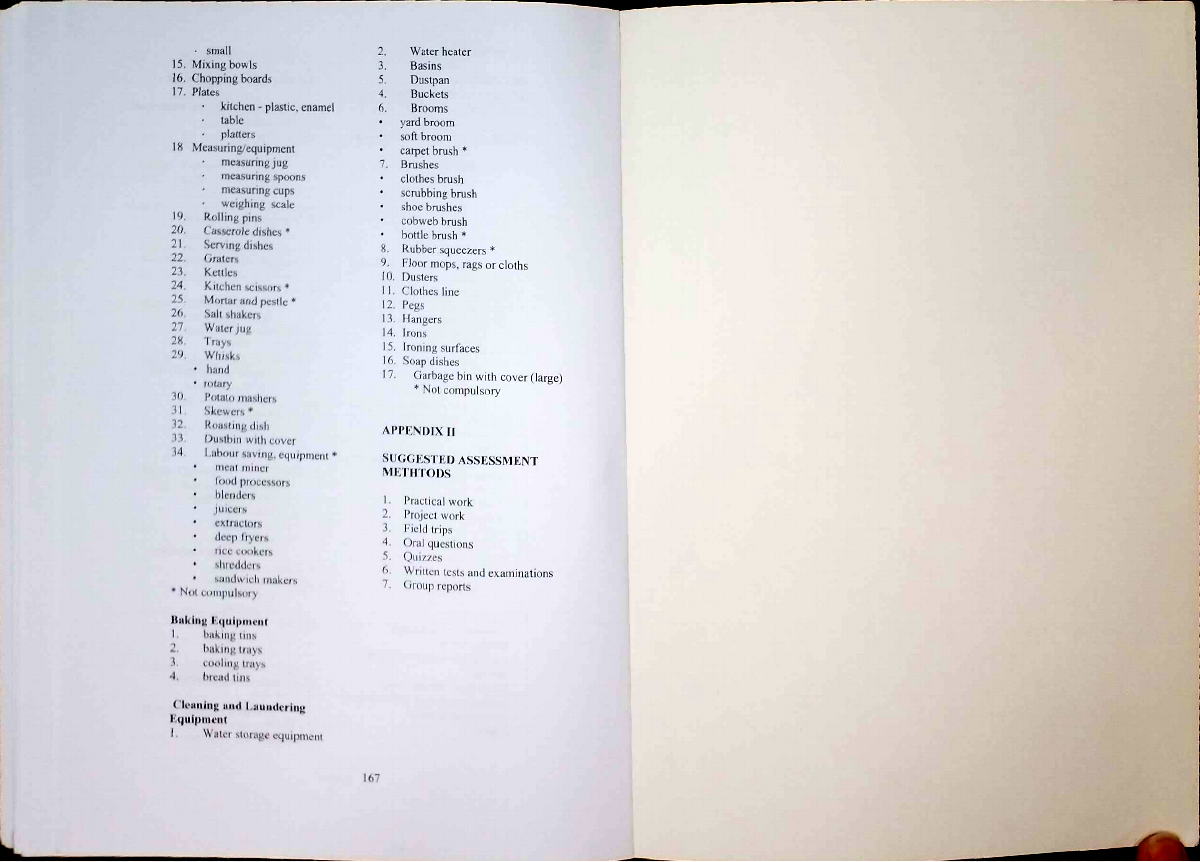 · small
15. Mixing bowls
16. Chopping boards
17. Plates
· kitchen - plastic, enamel
· table
· platters
18 Measuring/equipment
· measuring jug
· measuring spoons
· measuring cups
· weighing scale
19. Rolling pins
20. Casserole dishes *
21. Serving dishes
22. Graters
23. Kettles
24. Kitchen scissors *
25. Mortar and pestle *
26. Salt shakers
27. Water jug
28. Trays
29. Whisks
• hand
• rotary
30. Potato mashers
31. Skewers *
32. Roasting dish
33. Dustbin with cover
34. Labour saving, equipment *
• meat miner
• food processors
• blenders
• juicers
• extractors
• deep fryers
• rice cookers
• shredders
• sandwich makers
* Not compulsory
Baking Equipment
1. baking tins
2. baking trays
3. cooling trays
4. bread tins
Cleaning and Laundering
Equipment
1. Water storage equipment
2. Water heater
3. Basins
5. Dustpan
4. Buckets
6. Brooms
• yard broom
• soft broom
• carpet brush *
7. Brushes
• clothes brush
• scrubbing brush
• shoe brushes
• cobweb brush
• bottle brush *
8. Rubber squeezers *
9. Floor mops, rags or cloths
10. Dusters
11. Clothes line
12. Pegs
13. Hangers
14. Irons
15. Ironing surfaces
16. Soap dishes
17. Garbage bin with cover (large)
* Not compulsory
APPENDIX II
SUGGESTED ASSESSMENT
METHTODS
1. Practical work
2. Project work
3. Field trips
4. Oral questions
5. Quizzes
6. Written tests and examinations
7. Group reports
167